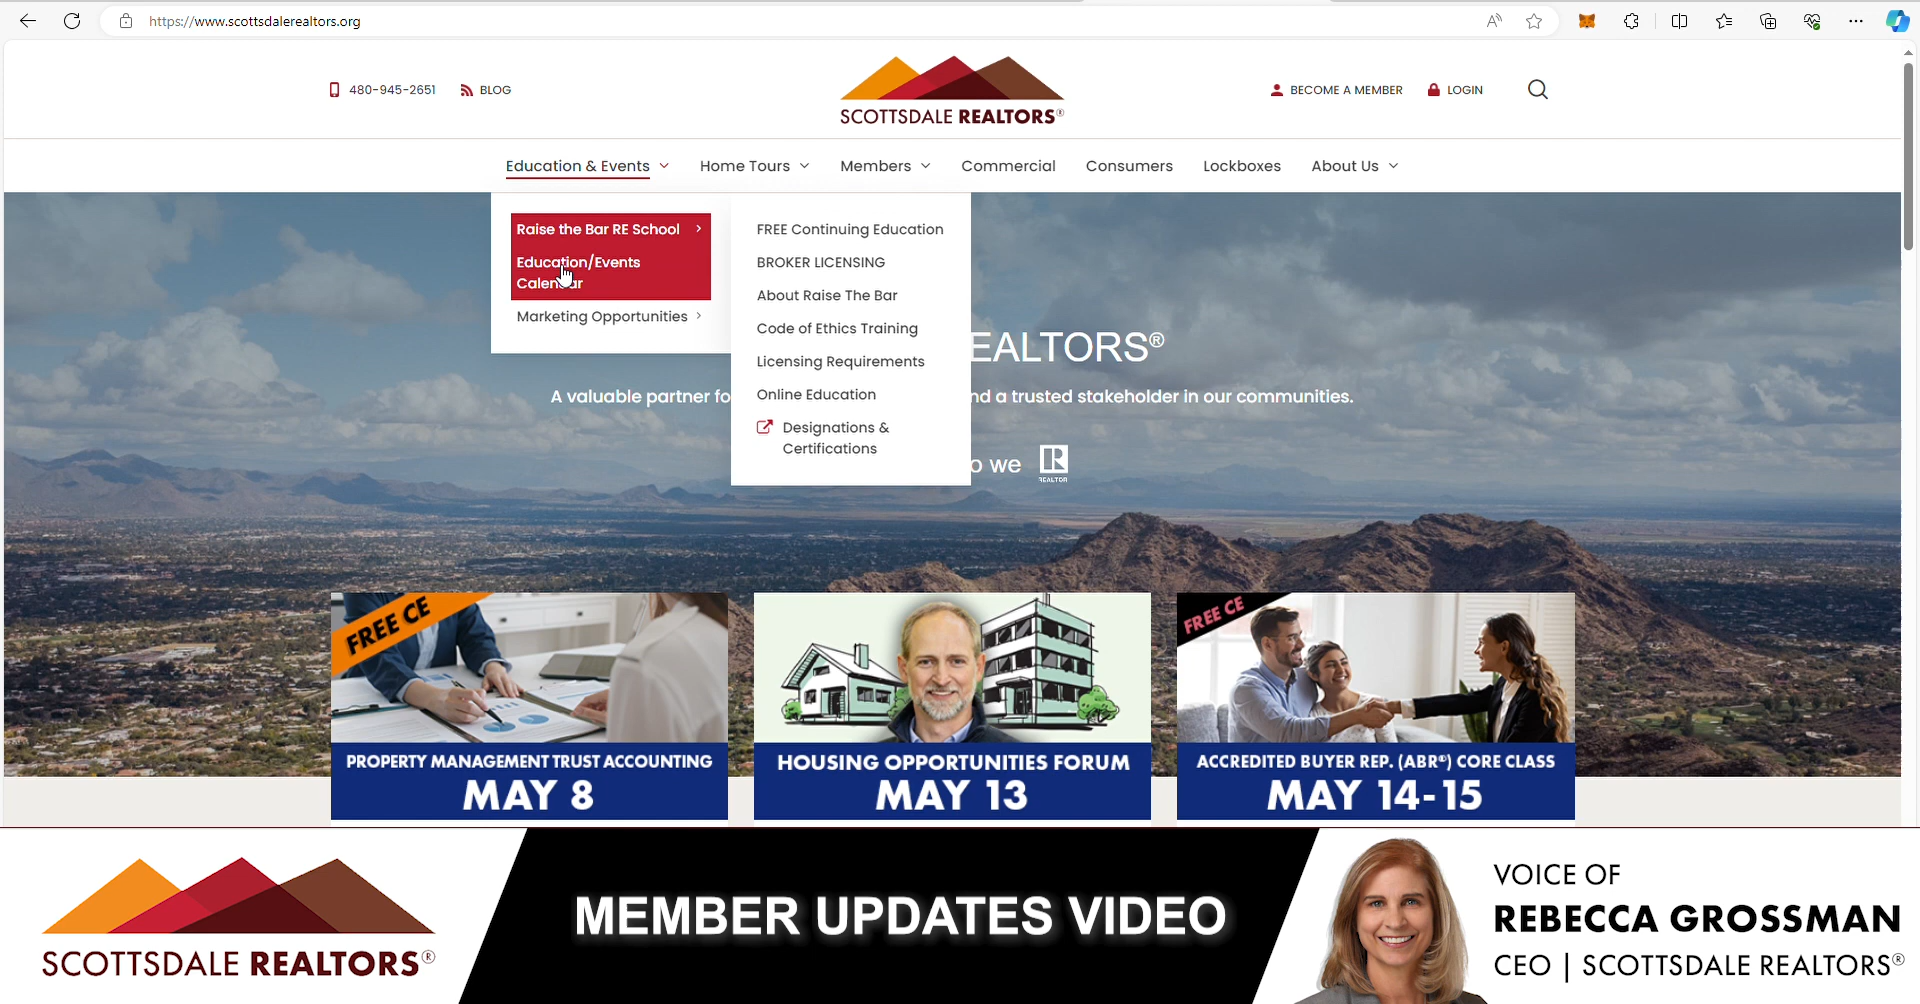 https://www.scottsdalerealtors.org
480-945-2651
BLOG
SCOTTSDALE REALTORS®
BECOME A MEMBER
LOGIN
Education & Events
Home Tours
Members
Commercial
Consumers
Lockboxes
About Us
Raise the Bar RE School
Education/Events
Calendar
Marketing Opportunities
FREE Continuing Education
BROKER LICENSING
About Raise The Bar
Code of Ethics Training
Licensing Requirements
Online Education
Designations &
Certifications
EALTORS®
A valuable partner fo
nd a trusted stakeholder in our communities.
o we
REALTOR
FREE CE
PROPERTY MANAGEMENT TRUST ACCOUNTING
MAY 8
HOUSING OPPORTUNITIES FORUM
MAY 13
FREE CE
ACCREDITED BUYER REP. (ABR®) CORE CLASS
MAY 14-15
SCOTTSDALE REALTORS®
MEMBER UPDATES VIDEO
VOICE OF
REBECCA GROSSMAN
CEO | SCOTTSDALE REALTORS®